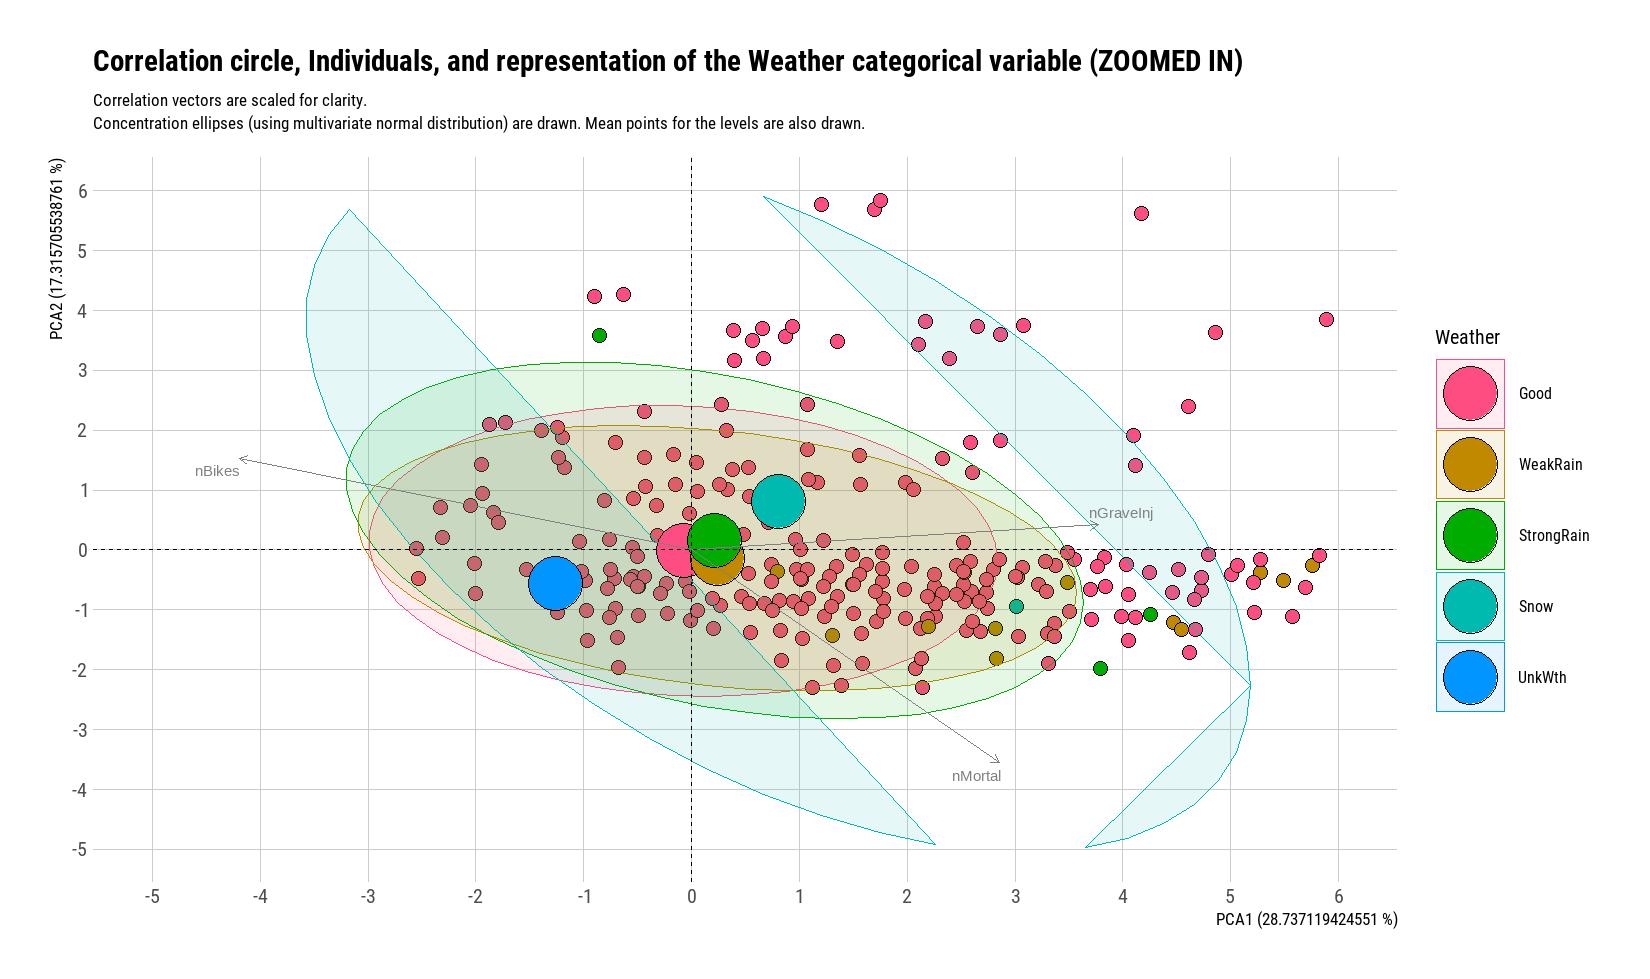 Correlation circle, Individuals, and representation of the Weather categorical variable (ZOOMED IN)
Correlation vectors are scaled for clarity.
Concentration ellipses (using multivariate normal distribution) are drawn. Mean points for the levels are also drawn.
PCA2 (17.315705538761 %)
6
5
4
3
2
1
0
-1
-2
-3
-4
-5
nBikes
nGraveInj
nMortal
-5
-4
-3
-2
-1
0
1
2
3
4
5
6
PCA1 (28.737119424551 %)
Weather
Good
WeakRain
StrongRain
Snow
UnkWth